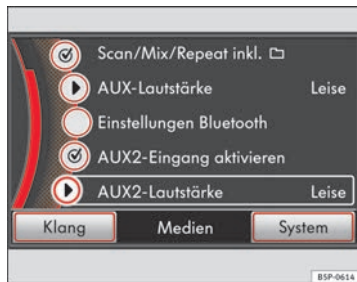 Scan/Mix/Repeat inkl.
AUX-Lautstärke Leise
Einstellungen Bluetooth
AUX2-Eingang aktivieren
AUX2-Lautstärke Leise
Klang Medien System
BSP-0614